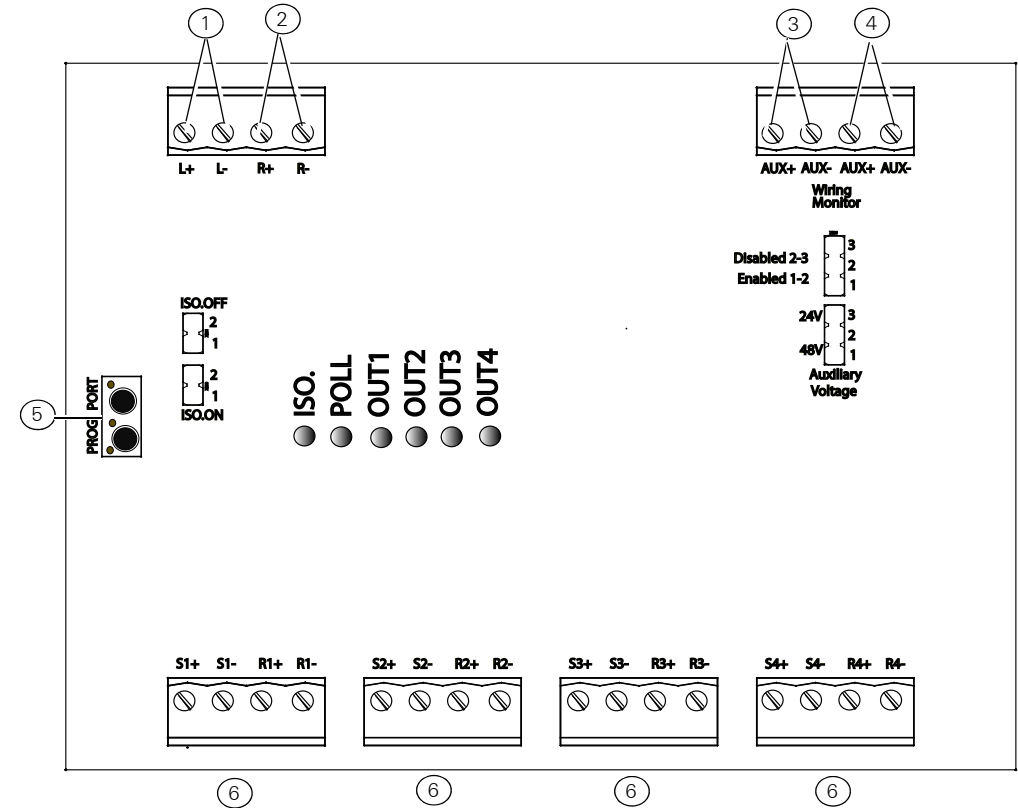 1 2 3 4
L+ L- R+ R-
AUX+ AUX- AUX+ AUX-
Wiring
Monitor
Disabled 2-3
Enabled 1-2
3
2
1
24V
48V
3
2
1
Auxiliary
Voltage
ISO.OFF
2
1
2
1
ISO.ON
5
PROG PORT
ISO.
POLL
OUT1
OUT2
OUT3
OUT4
S1+ S1- R1+ R1-
S2+ S2- R2+ R2-
S3+ S3- R3+ R3-
S4+ S4- R4+ R4-
6 6 6 6